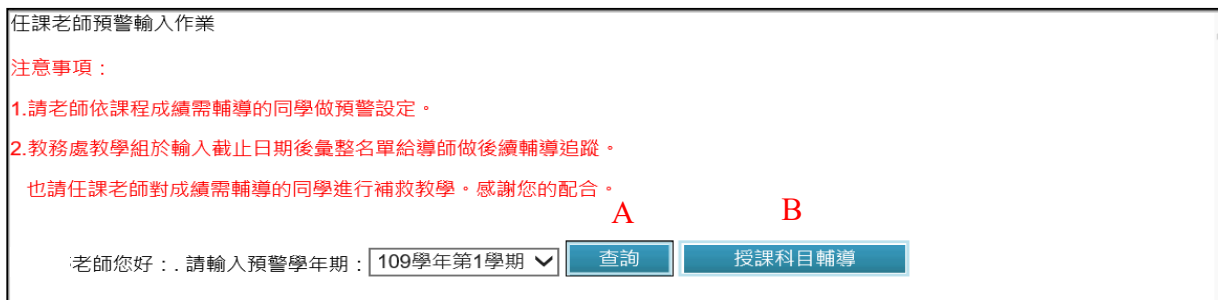 任課老師預警輸入作業
注意事項：
1.請老師依課程成績需輔導的同學做預警設定。
2.教務處教學組於輸入截止日期後彙整名單給導師做後續輔導追蹤。
也請任課老師對成績需輔導的同學進行補救教學。感謝您的配合。
A B
老師您好：. 請輸入預警學年期： 109學年第1學期 查詢 授課科目輔導